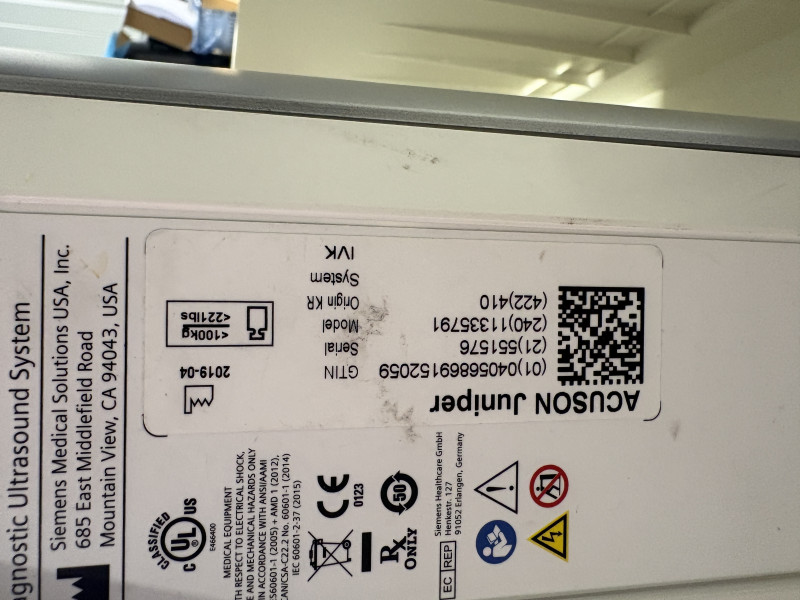 agnostic Ultrasound System
Siemens Medical Solutions USA, Inc.
685 East Middlefield Road
Mountain View, CA 94043, USA
ACUSON Juniper
(01)04056869152059 GTIN
(21)551576 Serial
(240)11335791 Model
(422)410 Origin KR
System
IVK
2019-04
<100kg
<221lbs
CLASSIFIED
UL
C US
E466400
MEDICAL EQUIPMENT
TH RESPECT TO ELECTRICAL SHOCK,
E AND MECHANICAL HAZARDS ONLY
IN ACCORDANCE WITH ANSI/AAMI
ES60601-1 (2005) + AMD 1 (2012),
CAN/CSA-C22.2 No. 60601-1 (2014)
IEC 60601-2-37 (2015)
CE
0123
50
Rx
ONLY
EC REP
Siemens Healthcare GmbH
Henkestr. 127
91052 Erlangen, Germany